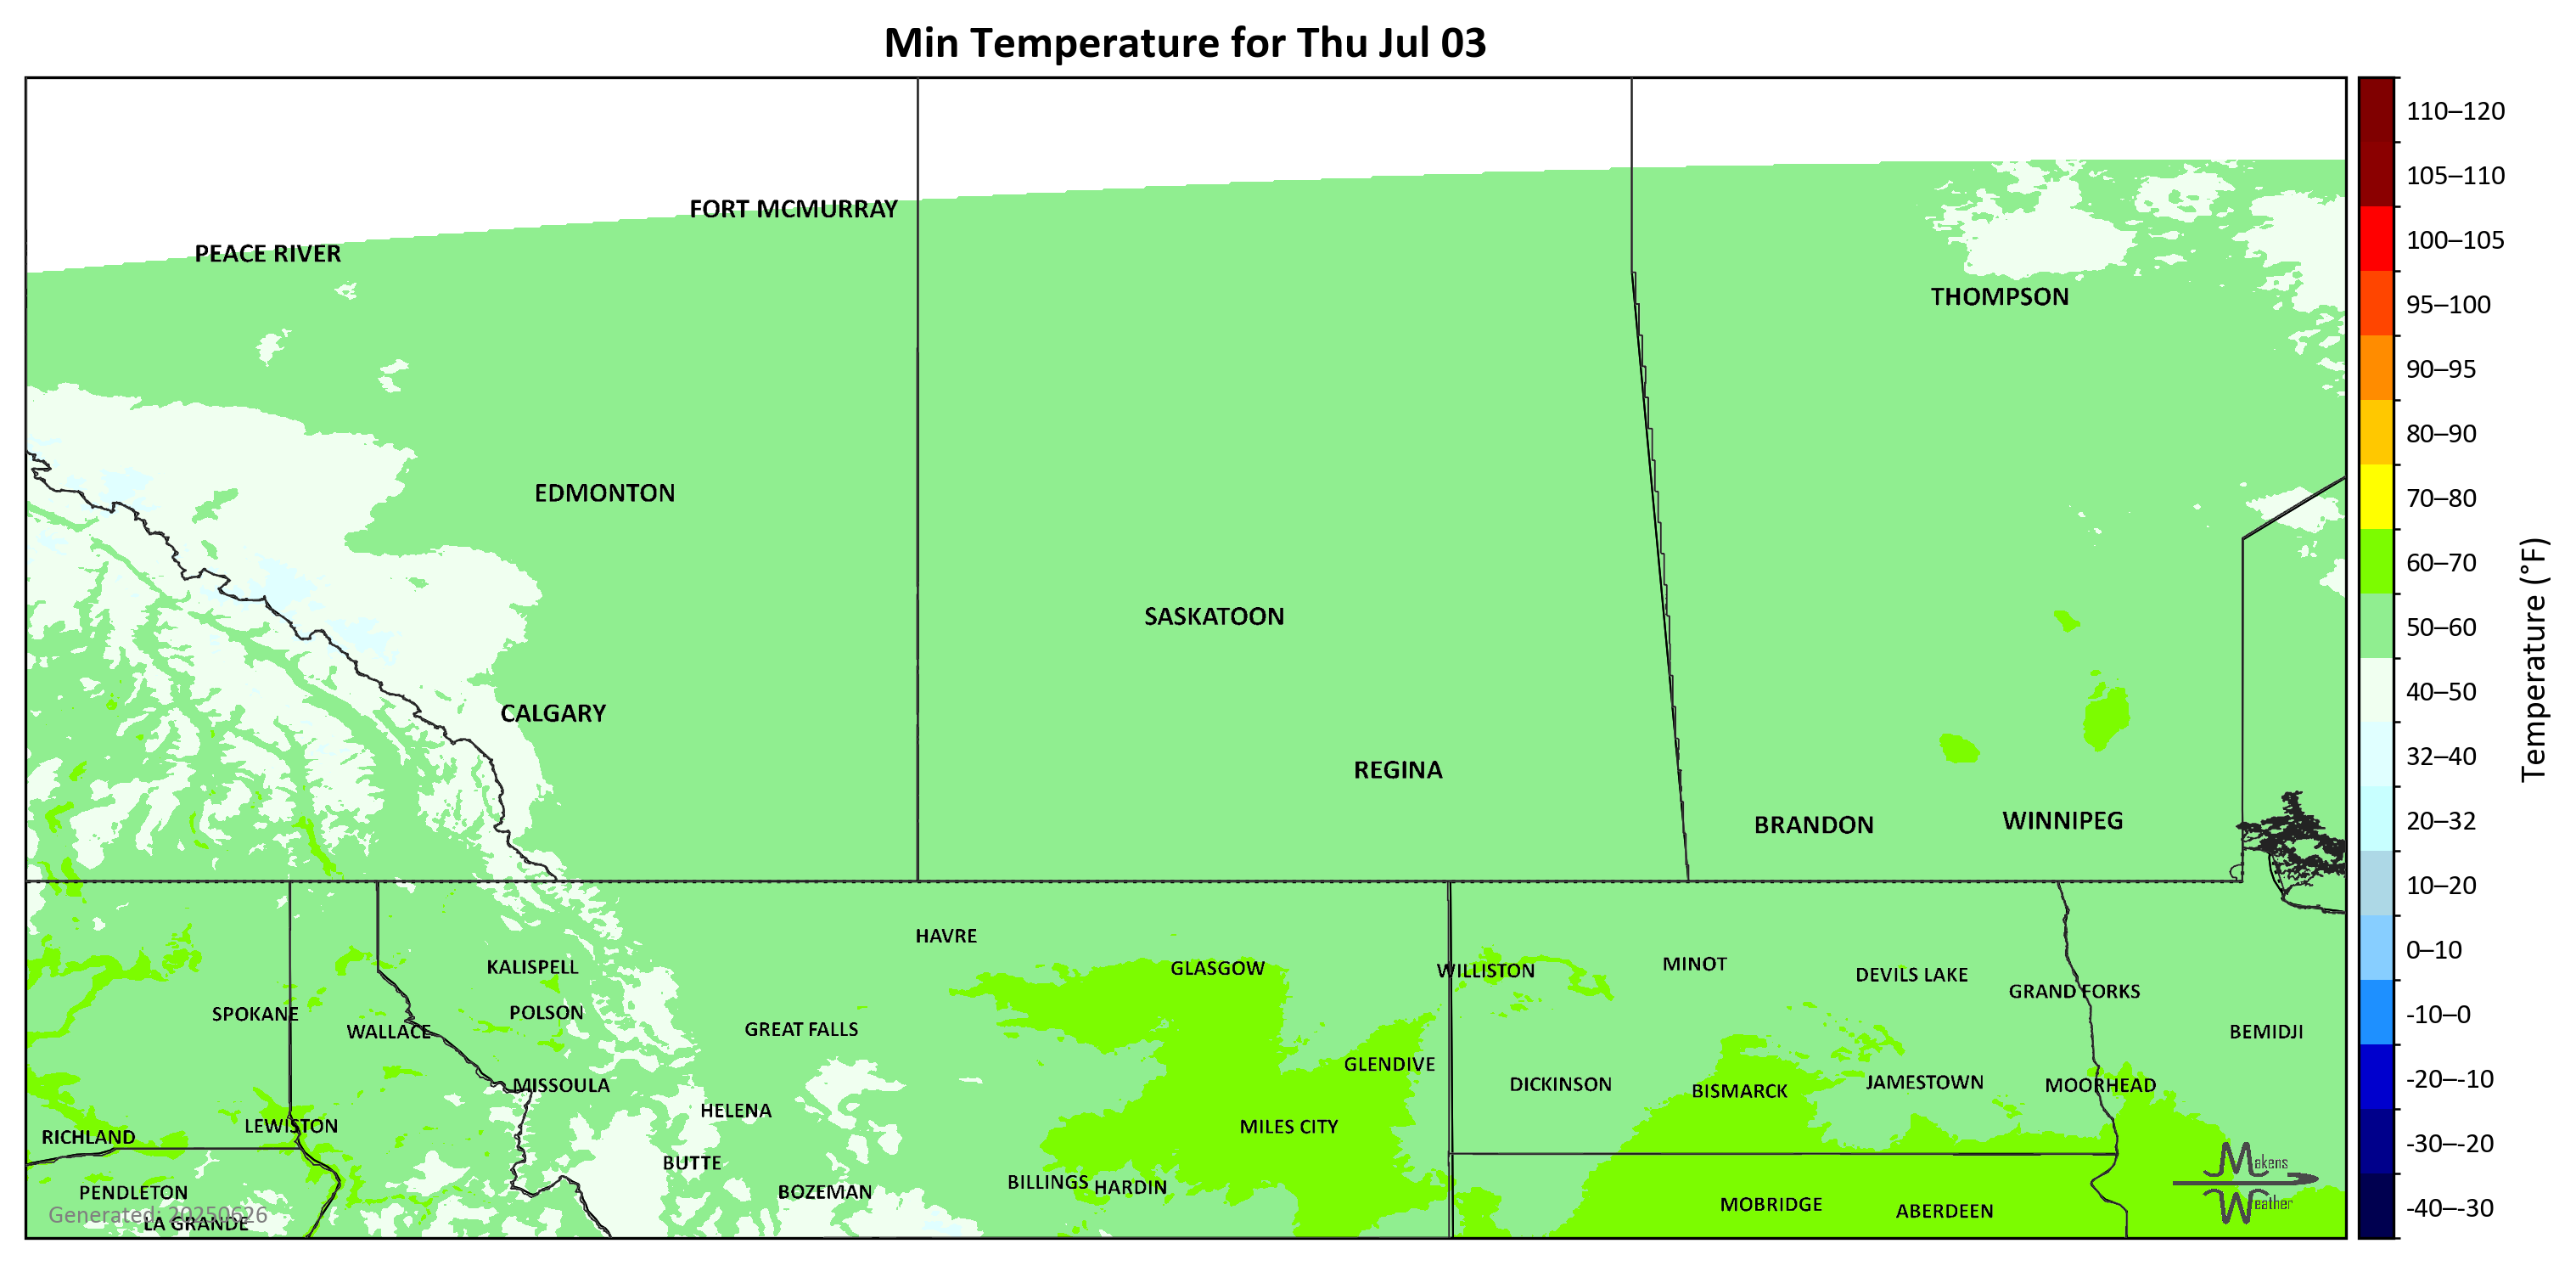 Min Temperature for Thu Jul 03
FORT MCMURRAY
PEACE RIVER
THOMPSON
EDMONTON
SASKATOON
CALGARY
REGINA
BRANDON
WINNIPEG
HAVRE
KALISPELL
GLASGOW
WILLISTON
MINOT
DEVILS LAKE
GRAND FORKS
SPOKANE
POLSON
WALLACE
GREAT FALLS
BEMIDJI
GLENDIVE
MISSOULA
DICKINSON
BISMARCK
JAMESTOWN
MOORHEAD
HELENA
LEWISTON
MILES CITY
RICHLAND
BUTTE
BILLINGS
HARDIN
BOZEMAN
PENDLETON
MOBRIDGE
ABERDEEN
Generated: 20250626
LA GRANDE
Makens
Weather
110–120
105–110
100–105
95–100
90–95
80–90
70–80
60–70
50–60
40–50
32–40
20–32
10–20
0–10
-10–0
-20–-10
-30–-20
-40–-30
Temperature (°F)